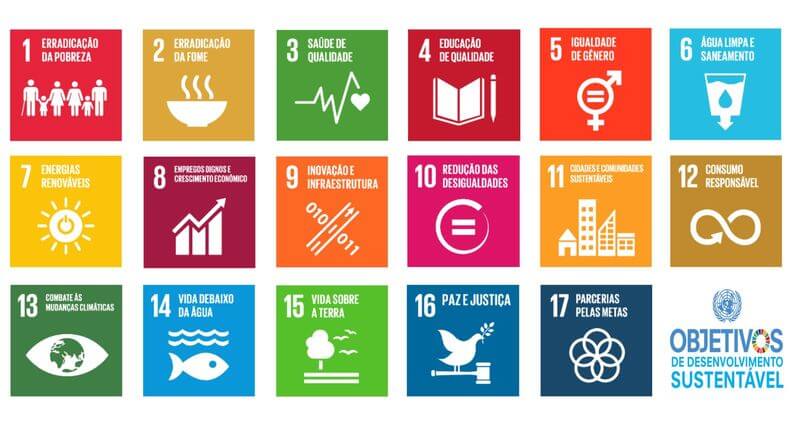 1 ERRADICAÇÃO
DA POBREZA
2 ERRADICAÇÃO
DA FOME
3 SAÚDE DE
QUALIDADE
4 EDUCAÇÃO
DE QUALIDADE
5 IGUALDADE
DE GÊNERO
6 ÁGUA LIMPA E
SANEAMENTO
7 ENERGIAS
RENOVÁVEIS
8 EMPREGOS DIGNOS E
CRESCIMENTO ECONÔMICO
9 INOVAÇÃO E
INFRAESTRUTURA
010
011
10 REDUÇÃO DAS
DESIGUALDADES
11 CIDADES E COMUNIDADES
SUSTENTÁVEIS
12 CONSUMO
RESPONSÁVEL
13 COMBATE ÀS
MUDANÇAS CLIMÁTICAS
14 VIDA DEBAIXO
DA ÁGUA
15 VIDA SOBRE
A TERRA
16 PAZ E JUSTIÇA
17 PARCERIAS
PELAS METAS
OBJETIVOS
DE DESENVOLVIMENTO
SUSTENTÁVEL